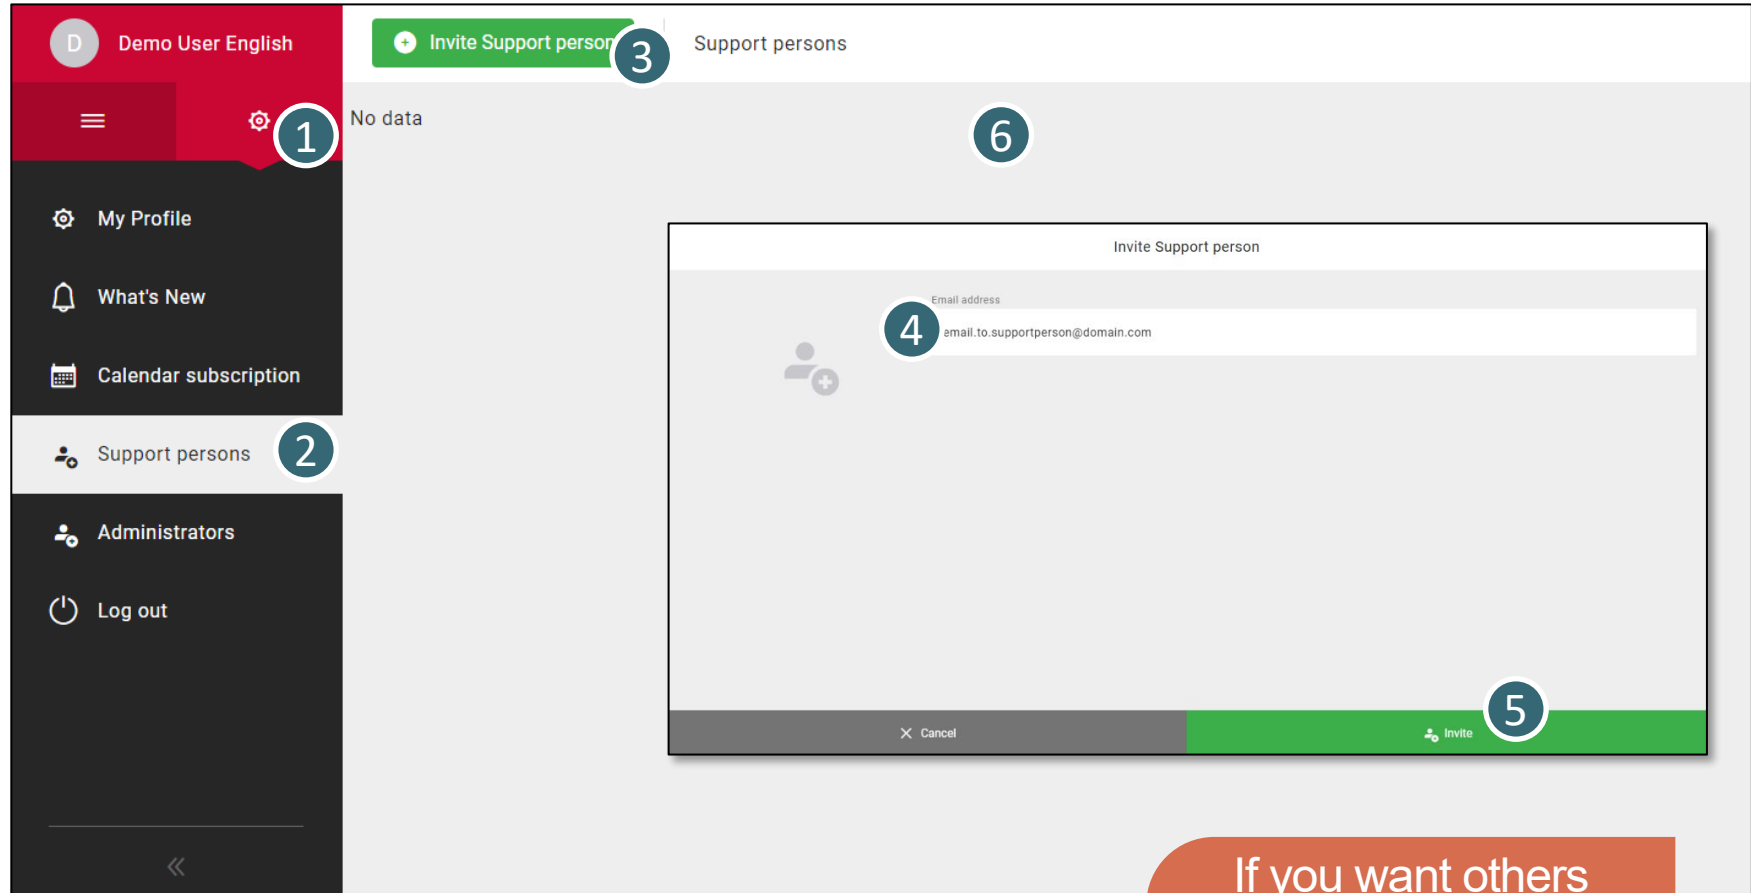 D Demo User English
Invite Support person
3
Support persons
1
No data
6
My Profile
What's New
Calendar subscription
Support persons
2
Administrators
Log out
Invite Support person
Email address
4
email.to.supportperson@domain.com
5
Cancel
Invite
If you want others